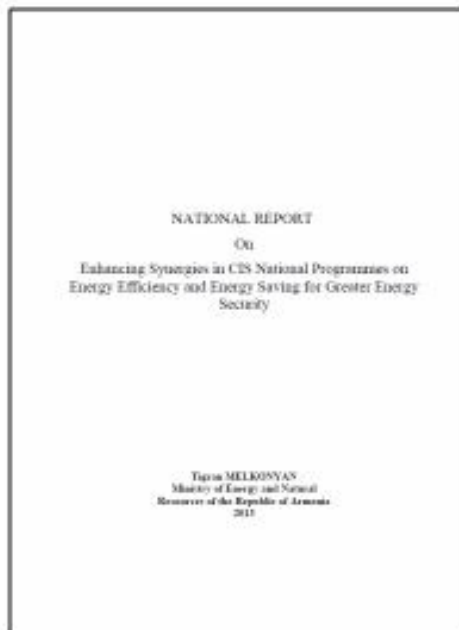 NATIONAL REPORT
On
Enhancing Synergies in CIS National Programmes on
Energy Efficiency and Energy Saving for Greater Energy
Security
Tigran MELKONYAN
Ministry of Energy and Natural
Resources of the Republic of Armenia
2013